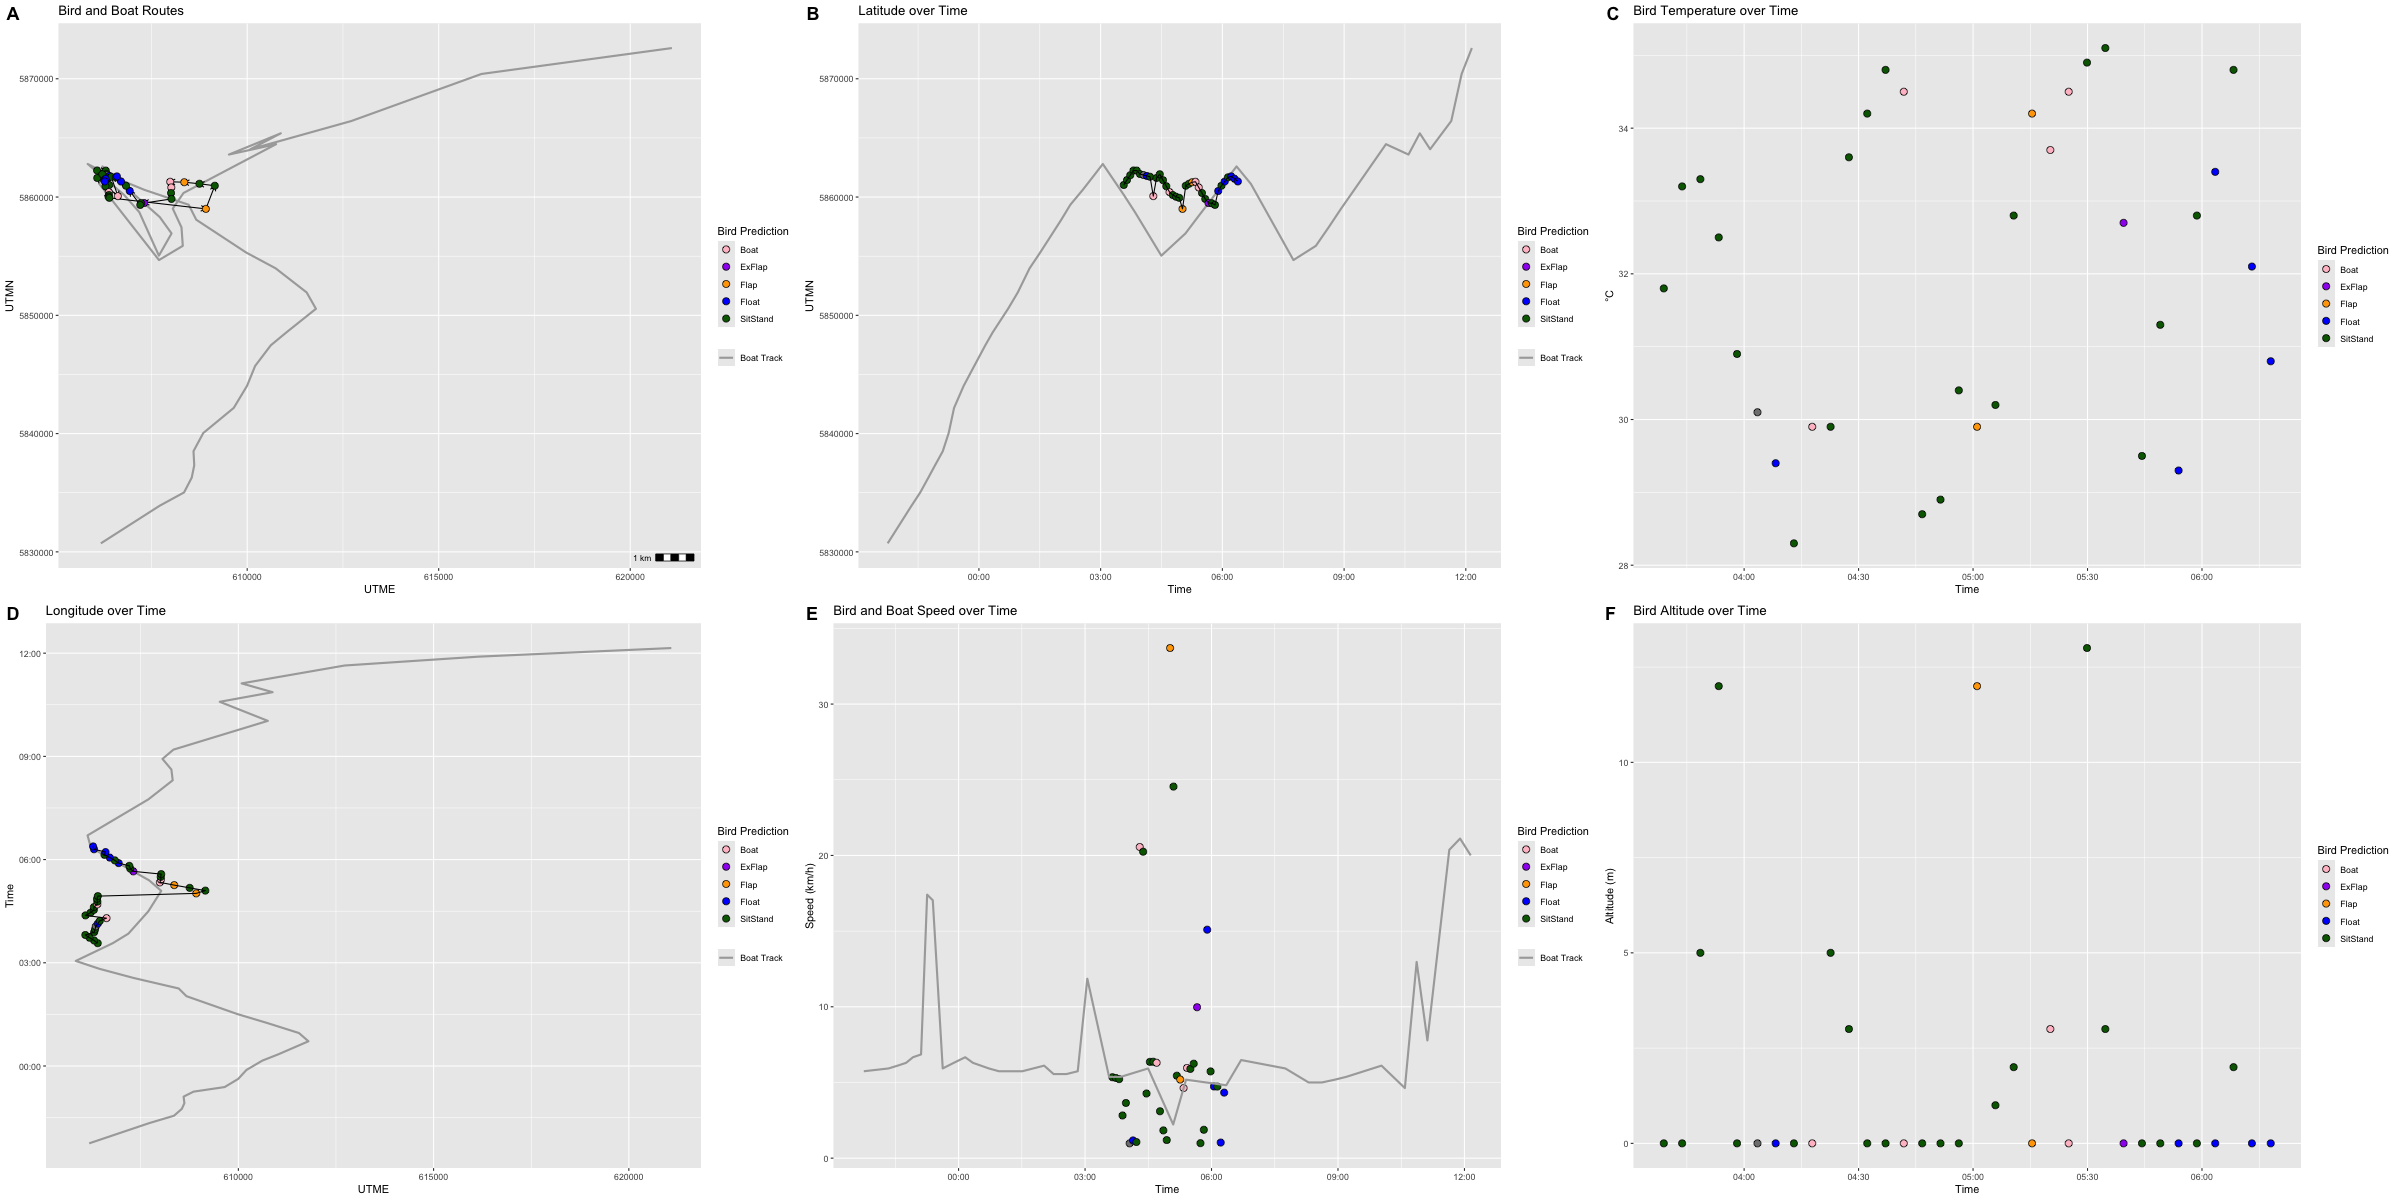 A Bird and Boat Routes
5870000
5860000
5850000
5840000
5830000
UTMN
610000
615000
620000
UTME
1 km
Bird Prediction
Boat
ExFlap
Flap
Float
SitStand
Boat Track
B Latitude over Time
5870000
5860000
5850000
5840000
5830000
UTMN
00:00
03:00
06:00
09:00
12:00
Time
Bird Prediction
Boat
ExFlap
Flap
Float
SitStand
Boat Track
C Bird Temperature over Time
34
32
30
28
°C
04:00
04:30
05:00
05:30
06:00
Time
Bird Prediction
Boat
ExFlap
Flap
Float
SitStand
D Longitude over Time
12:00
09:00
06:00
03:00
00:00
Time
610000
615000
620000
UTME
Bird Prediction
Boat
ExFlap
Flap
Float
SitStand
Boat Track
E Bird and Boat Speed over Time
30
20
10
0
Speed (km/h)
00:00
03:00
06:00
09:00
12:00
Time
Bird Prediction
Boat
ExFlap
Flap
Float
SitStand
Boat Track
F Bird Altitude over Time
10
5
0
Altitude (m)
04:00
04:30
05:00
05:30
06:00
Time
Bird Prediction
Boat
ExFlap
Flap
Float
SitStand